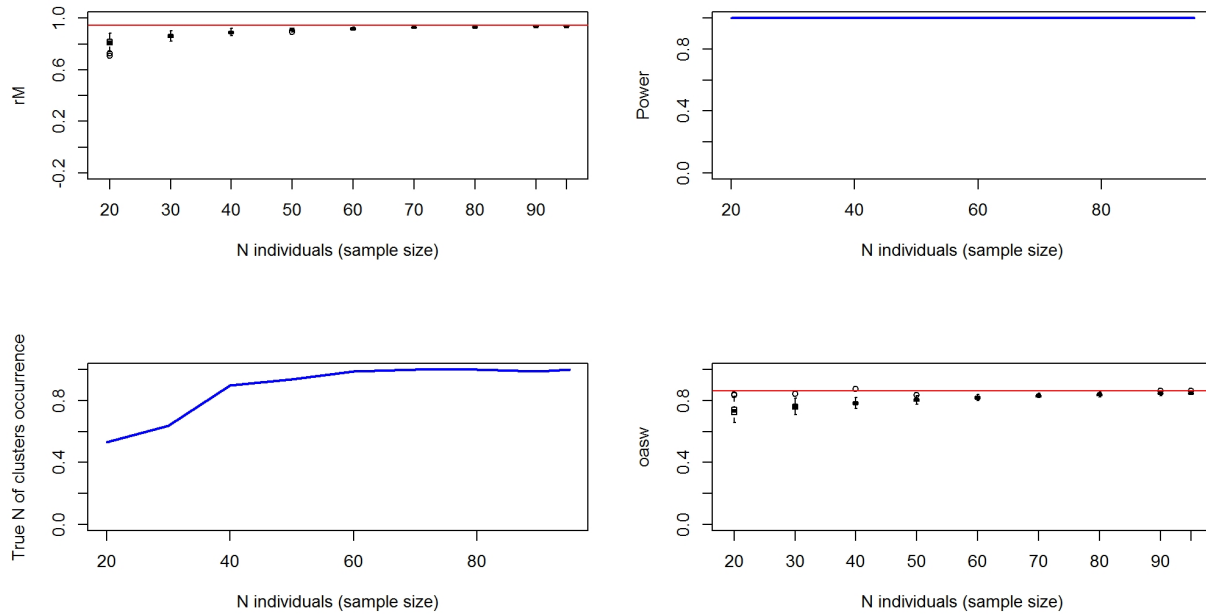 rM
-0.2 0.2 0.6 1.0
20 30 40 50 60 70 80 90
N individuals (sample size)
Power
0.0 0.4 0.8
20 40 60 80
N individuals (sample size)
True N of clusters occurrence
0.0 0.4 0.8
20 40 60 80
N individuals (sample size)
oasw
0.0 0.4 0.8
20 30 40 50 60 70 80 90
N individuals (sample size)